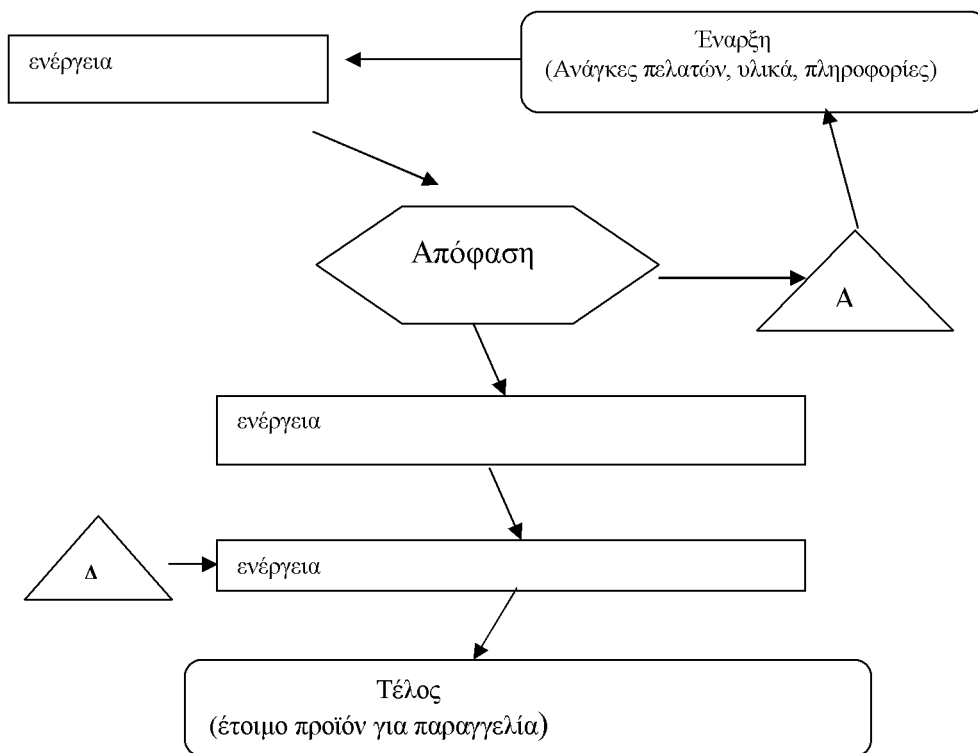 Έναρξη
(Ανάγκες πελατών, υλικά, πληροφορίες)
ενέργεια
Απόφαση
Α
ενέργεια
Δ
ενέργεια
Τέλος
(έτοιμο προϊόν για παραγγελία)